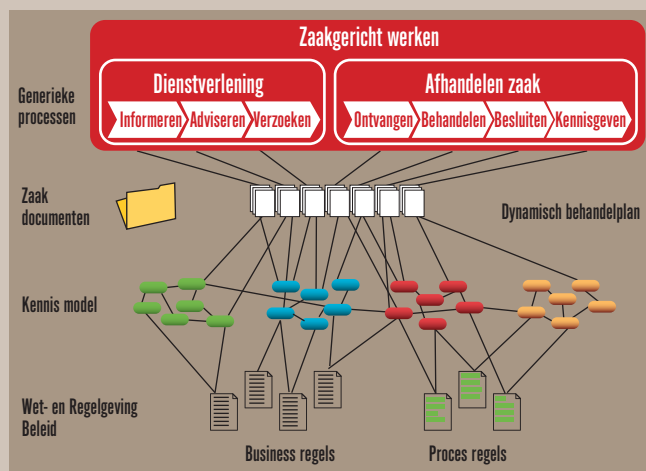 Zaakgericht werken
Dienstverlening
Afhandelen zaak
Generieke
processen
Informeren Adviseren Verzoeken
Ontvangen Behandelen Besluiten Kennisgeven
Zaak
documenten
Dynamisch behandelplan
Kennis model
Wet- en Regelgeving
Beleid
Business regels
Proces regels